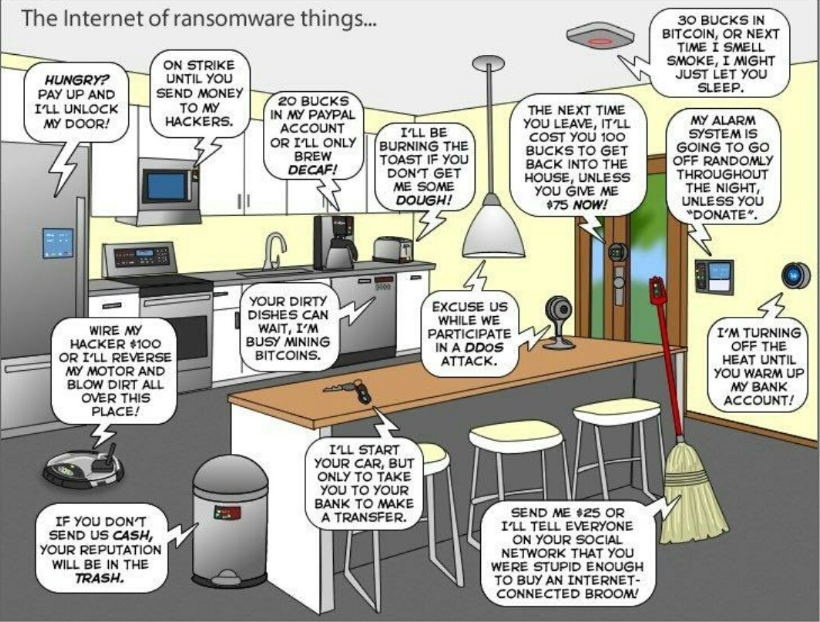 The Internet of ransomware things...
HUNGRY?
PAY UP AND
I'LL UNLOCK
MY DOOR!
ON STRIKE
UNTIL YOU
SEND MONEY
TO MY
HACKERS.
20 BUCKS
IN MY PAYPAL
ACCOUNT
OR I'LL ONLY
BREW
DECAF!
I'LL BE
BURNING THE
TOAST IF YOU
DON'T GET
ME SOME
DOUGH!
THE NEXT TIME
YOU LEAVE, IT'LL
COST YOU 100
BUCKS TO GET
BACK INTO THE
HOUSE, UNLESS
YOU GIVE ME
$75 NOW!
30 BUCKS IN
BITCOIN, OR NEXT
TIME I SMELL
SMOKE, I MIGHT
JUST LET YOU
SLEEP.
MY ALARM
SYSTEM IS
GOING TO GO
OFF RANDOMLY
THROUGHOUT
THE NIGHT,
UNLESS YOU
"DONATE".
WIRE MY
HACKER $100
OR I'LL REVERSE
MY MOTOR AND
BLOW DIRT ALL
OVER THIS
PLACE!
YOUR DIRTY
DISHES CAN
WAIT, I'M
BUSY MINING
BITCOINS.
EXCUSE US
WHILE WE
PARTICIPATE
IN A DDOS
ATTACK.
I'M TURNING
OFF THE
HEAT UNTIL
YOU WARM UP
MY BANK
ACCOUNT!
IF YOU DON'T
SEND US CASH,
YOUR REPUTATION
WILL BE IN THE
TRASH.
I'LL START
YOUR CAR, BUT
ONLY TO TAKE
YOU TO YOUR
BANK TO MAKE
A TRANSFER.
SEND ME $25 OR
I'LL TELL EVERYONE
ON YOUR SOCIAL
NETWORK THAT YOU
WERE STUPID ENOUGH
TO BUY AN INTERNET-
CONNECTED BROOM!